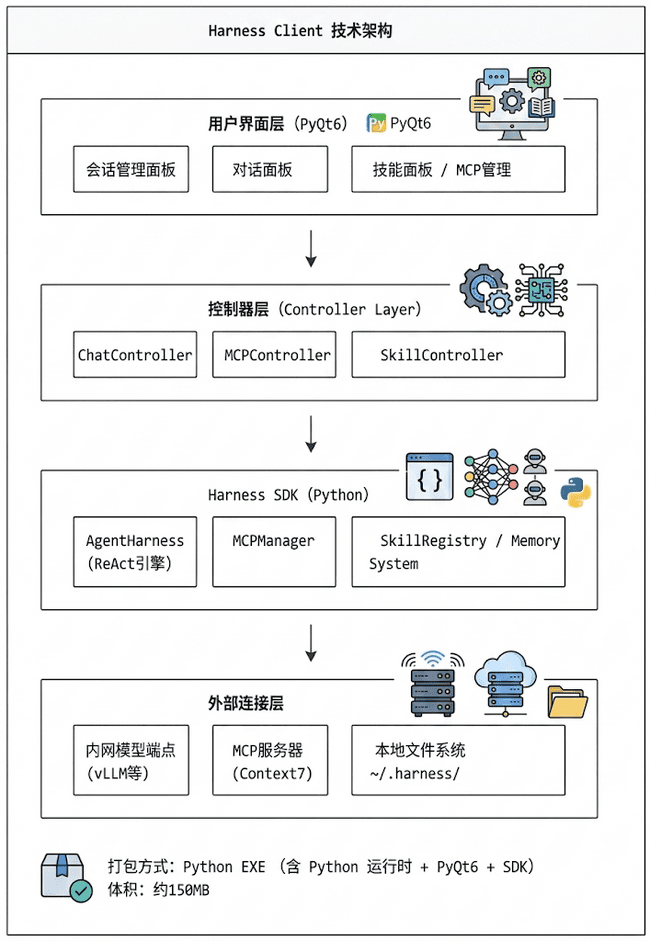 Harness Client 技术架构
用户界面层（PyQt6） Py PyQt6
会话管理面板 对话面板 技能面板 / MCP管理
控制器层（Controller Layer）
ChatController MCPController SkillController
{}
Harness SDK（Python）
AgentHarness MCPManager SkillRegistry / Memory
(ReAct引擎) System
外部连接层
内网模型端点 MCP服务器 本地文件系统
(vLLM等) (Context7) ~/.harness/
打包方式：Python EXE （含 Python 运行时 + PyQt6 + SDK）
体积：约150MB